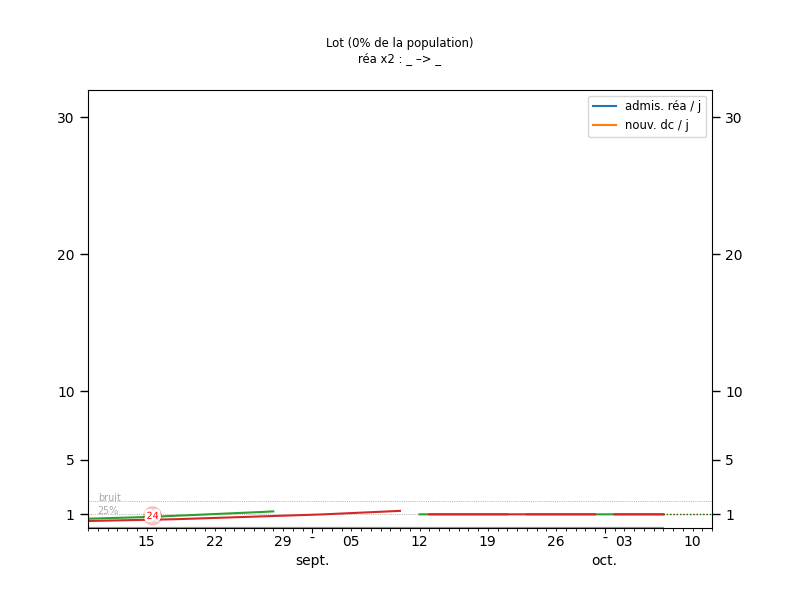 Lot (0% de la population)
réa x2 : _ –> _
admis. réa / j
nouv. dc / j
30 30
20 20
10 10
5 5
bruit
25%
24
1 1
15 22 29 - 05 12 19 26 - 03 10
sept. oct.